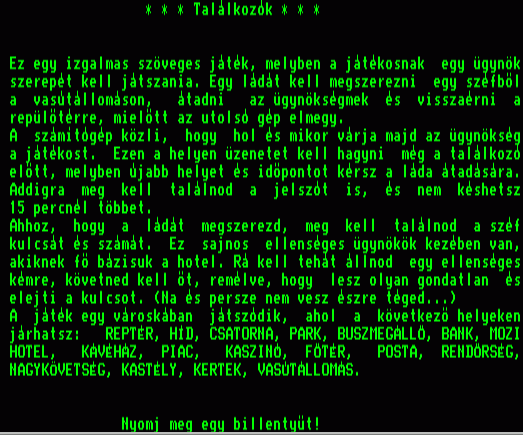 * * * Találkozók * * *
Ez egy izgalmas szöveges játék, melyben a játékosnak egy ügynök
szerepét kell játszania. Egy ládát kell megszerezni egy széfből
a vasútállomáson, átadni az ügynökségmek és visszaérni a
repülőtérre, mielőtt az utolsó gép elmegy.
A számítógép közli, hogy hol és mikor várja majd az ügynökség
a játékost. Ezen a helyen üzenetet kell hagyni még a találkozó
előtt, melyben újabb helyet és időpontot kérsz a láda átadására.
Addigra meg kell találnod a jelszót is, és nem késhetsz
15 percnél többet.
Ahhoz, hogy a ládát megszerezd, meg kell találnod a széf
kulcsát és számát. Ez sajnos ellenséges ügynökök kezében van,
akiknek fő bázisuk a hotel. Rá kell tehát állnod egy ellenséges
kémre, követned kell őt, remélve, hogy lesz olyan gondatlan és
elejti a kulcsot. (Na és persze nem vesz észre téged...)
A játék egy városkában játszódik, ahol a következő helyeken
járhatsz: REPTÉR, HÍD, CSATORNA, PARK, BUSZMEGÁLLÓ, BANK, MOZI
HOTEL, KÁVÉHÁZ, PIAC, KASZINÓ, FŐTÉR, POSTA, RENDŐRSÉG,
NAGYKÖVETSÉG, KASTÉLY, KERTEK, VASÚTÁLLOMÁS.
Nyomj meg egy billentyűt!